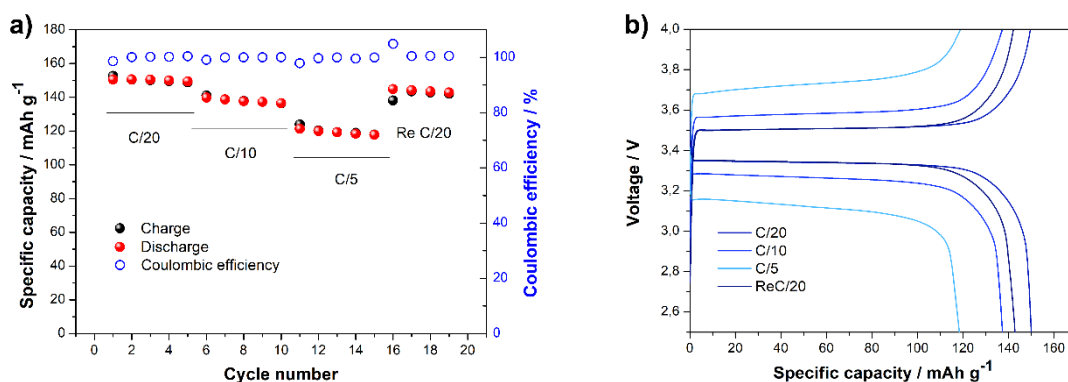 a)
Specific capacity / mAh g⁻¹
180
160
140
120
100
80
60
40
20
0
C/20
C/10
C/5
Re C/20
Charge
Discharge
Coulombic efficiency
0 2 4 6 8 10 12 14 16 18 20
Cycle number
100
80
60
40
20
0
Coulombic efficiency / %
b)
Voltage / V
4,0
3,8
3,6
3,4
3,2
3,0
2,8
2,6
C/20
C/10
C/5
ReC/20
0 20 40 60 80 100 120 140 160
Specific capacity / mAh g⁻¹